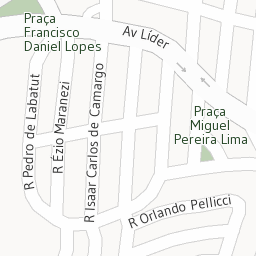 Praça
Francisco
Daniel Lopes
Av Líder
Praça
Miguel
Pereira Lima
R Pedro de Labatut
R Ézio Maranezi
R Isaar Carlos de Camargo
R Orlando Pellicci